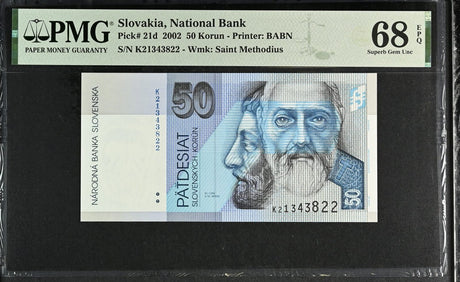 PMG
PAPER MONEY GUARANTY
Slovakia, National Bank
Pick# 21d 2002 50 Korun - Printer: BABN
S/N K21343822 - Wmk: Saint Methodius
68 EPQ
Superb Gem Unc
NÁRODNÁ BANKA SLOVENSKA
K21343822
50
PÄŤDESIAT
SLOVENSKÝCH KORÚN
K21343822
50